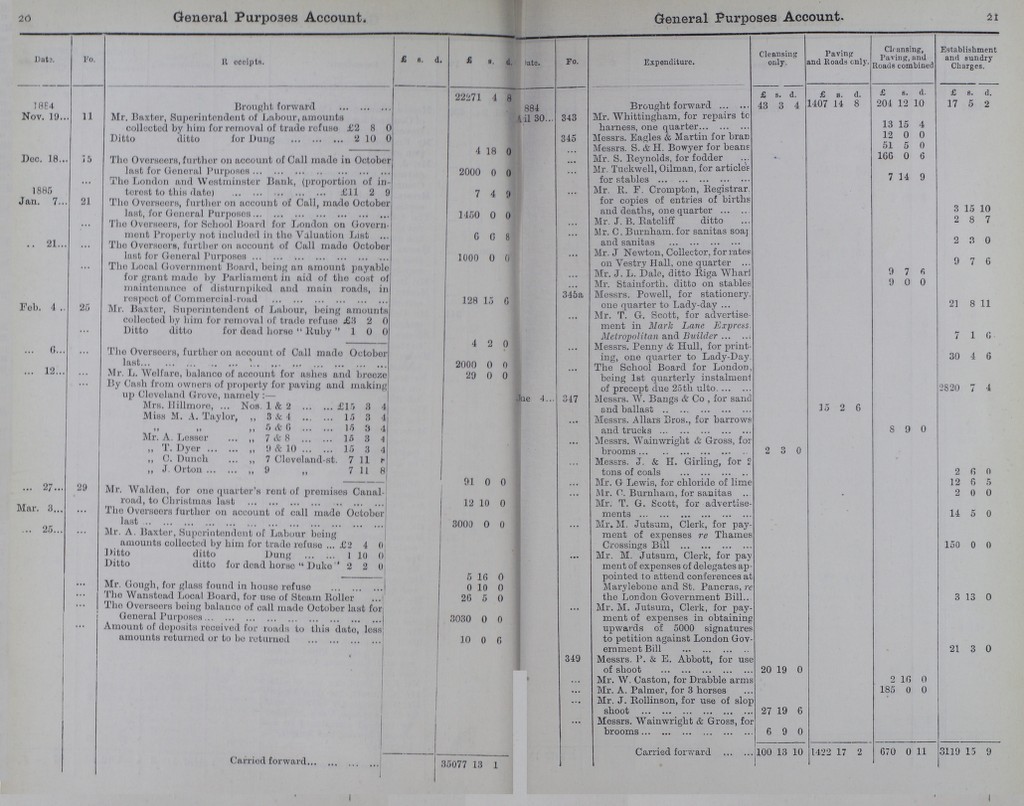 20 General Purposes Account.
Date. Fo. Receipts. £ s. d. £ s. d.
1884 Brought forward ... ... ... 22271 4 8
Nov. 19... 11 Mr. Baxter, Superintendent of Labour, amounts
collected by him for removal of trade refuse £2 8 0
Ditto ditto for Dung ... ... ... 2 10 0
4 18 0
Dec. 18... 15 The Overseers, further on account of Call made in October
last for General Purposes ... ... ... ... ... ... ... 2000 0 0
... The London and Westminster Bank, (proportion of in-
terest to this date) ... ... ... ... ... £11 2 9 7 4 9
1885
Jan. 7... 21 The Overseers, further on account of Call, made October
last, for General Purposes ... ... ... ... ... ... ... 1450 0 0
... The Overseers, for School Board for London on Govern-
ment Property not included in the Valuation List ... 6 6 8
.. 21... ... The Overseers, further on account of Call made October
last for General Purposes ... ... ... ... ... ... ... 1000 0 0
... The Local Government Board, being an amount payable
for grant made by Parliament in aid of the cost of
maintenance of disturnpiked and main roads, in
respect of Commercial-road ... ... ... ... ... ... 128 15 6
Feb. 4 .. 25 Mr. Baxter, Superintendent of Labour, being amounts
collected by him for removal of trade refuse £3 2 0
... Ditto ditto for dead horse "Ruby" 1 0 0
4 2 0
... 6... ... The Overseers, further on account of Call made October
last... ... ... ... ... ... ... ... ... ... ... 2000 0 0
... 12... ... Mr. L. Welfare, balance of account for ashes and breeze 29 0 0
... By Cash from owners of property for paving and making
up Cleveland Grove, namely :—
Mrs. Hillmore, ... Nos. 1 & 2 ... ... £15 3 4
Miss M. A. Taylor, „ 3 & 4 ... ... 15 3 4
„ „ „ 5 & 6 ... ... 15 3 4
Mr. A. Lesser ... „ 7 & 8 ... ... 15 3 4
„ T. Dyer ... ... „ 9 & 10 ... ... 15 3 4
„ C. Dunch ... „ 7 Cleveland-st. 7 11
„ J. Orton ... ... „ 9 „ 7 11 8
91 0 0
... 27... 29 Mr. Walden, for one quarter's rent of premises Canal-
road, to Christmas last ... ... ... ... ... ... ... 12 10 0
Mar. 3... ... The Overseers further on account of call made October
last ... ... ... ... ... ... ... ... ... ... ... 3000 0 0
... 25... ... Mr. A. Baxter, Superintendent of Labour being
amounts collected by him for trade refuse ... £2 4 0
Ditto ditto Dung ... ... 1 10 0
Ditto ditto for dead horse "Duke" 2 2 0
5 16 0
... Mr. Gough, for glass found in house refuse ... ... ... 0 10 0
... The Wanstead Local Board, for use of Steam Roller ... 26 5 0
... The Overseers being balance of call made October last for
General Purposes ... ... ... ... ... ... ... ... 3030 0 0
... Amount of deposits received for roads to this date, less
amounts returned or to be returned ... ... ... ... 10 0 6
Carried forward... ... ... ... 35077 13 1
General Purposes Account. 21
Date. Fo. Expenditure. Cleansing only. Paving and Roads only. Cleansing, Paving, and Roads combined Establishment and sundry Charges.
£ s. d. £ s. d. £ s. d. £ s. d.
884 Brought forward ... ... 43 3 4 1407 14 8 204 12 10 17 5 2
il 30... 343 Mr. Whittingham, for repairs to
harness, one quarter... ... ... 13 15 4
345 Messrs. Eagles & Martin for bran 12 0 0
... Messrs. S. & H. Bowyer for beans 51 5 0
... Mr. S. Reynolds, for fodder ... 166 0 6
... Mr. Tuckwell, Oilman, for articles
for stables ... ... ... ... ... ... 7 14 9
... Mr. R. F. Crompton, Registrar.
for copies of entries of births
and deaths, one quarter ... .. 3 15 10
... Mr. J. B. Ratcliff ditto ... 2 8 7
... Mr. C. Burnham. for sanitas soap
and sanitas ... ... ... ... ... 2 3 0
... Mr. J Newton, Collector, for rates
on Vestry Hall, one quarter ... 9 7 6
... Mr. J. L. Dale, ditto Riga Wharf 9 7 6
... Mr. Stainforth. ditto on stables 9 0 0
345a Messrs. Powell, for stationery,
one quarter to Lady-day ... ... 21 8 11
... Mr. T. G. Scott, for advertise-
ment in Mark Lane Express.
Metropolitan and Builder ... ... 7 1 6
... Messrs. Penny & Hull, for print-
ing, one quarter to Lady-Day. 30 4 6
... The School Board for London,
being 1st quarterly instalment
of precept due 25th ulto. ... ... 2820 7 4
ne 4... 347 Messrs. W. Bangs & Co , for sand
and ballast .. ... ... ... ... ... 15 2 6
... Messrs. Allars Bros., for barrows
and trucks ... ... ... ... ... ... 8 9 0
... Messrs. Wainwright & Gross, for
brooms ... ... ... ... ... ... ... 2 3 0
... Messrs. J. & H. Girling, for 2
tons of coals ... ... ... ... ... 2 6 0
... Mr. G Lewis, for chloride of lime 12 6 5
... Mr. C. Burnham, for sanitas .. 2 0 0
... Mr. T. G. Scott, for advertise-
ments ... ... ... ... ... ... ... 14 5 0
... Mr. M. Jutsum, Clerk, for pay-
ment of expenses re Thames
Crossings Bill ... ... ... ... ... 150 0 0
... Mr. M. Jutsum, Clerk, for pay
ment of expenses of delegates ap-
pointed to attend conferences at
Marylebone and St. Pancras, re
the London Government Bill... 3 13 0
... Mr. M. Jutsum, Clerk, for pay-
ment of expenses in obtaining
upwards of 5000 signatures
to petition against London Gov-
ernment Bill ... ... ... ... .. 21 3 0
349 Messrs. P. & E. Abbott, for use
of shoot ... ... ... ... ... ... ... 20 19 0
... Mr. W. Caston, for Drabble arms 2 16 0
... Mr. A. Palmer, for 3 horses ... 185 0 0
... Mr. J. Rollinson, for use of slop
shoot ... ... ... ... ... ... ... ... 27 19 6
... Messrs. Wainwright & Gross, for
brooms ... ... ... ... ... ... ... 6 9 0
Carried forward ... ... 100 13 10 1422 17 2 670 0 11 3119 15 9